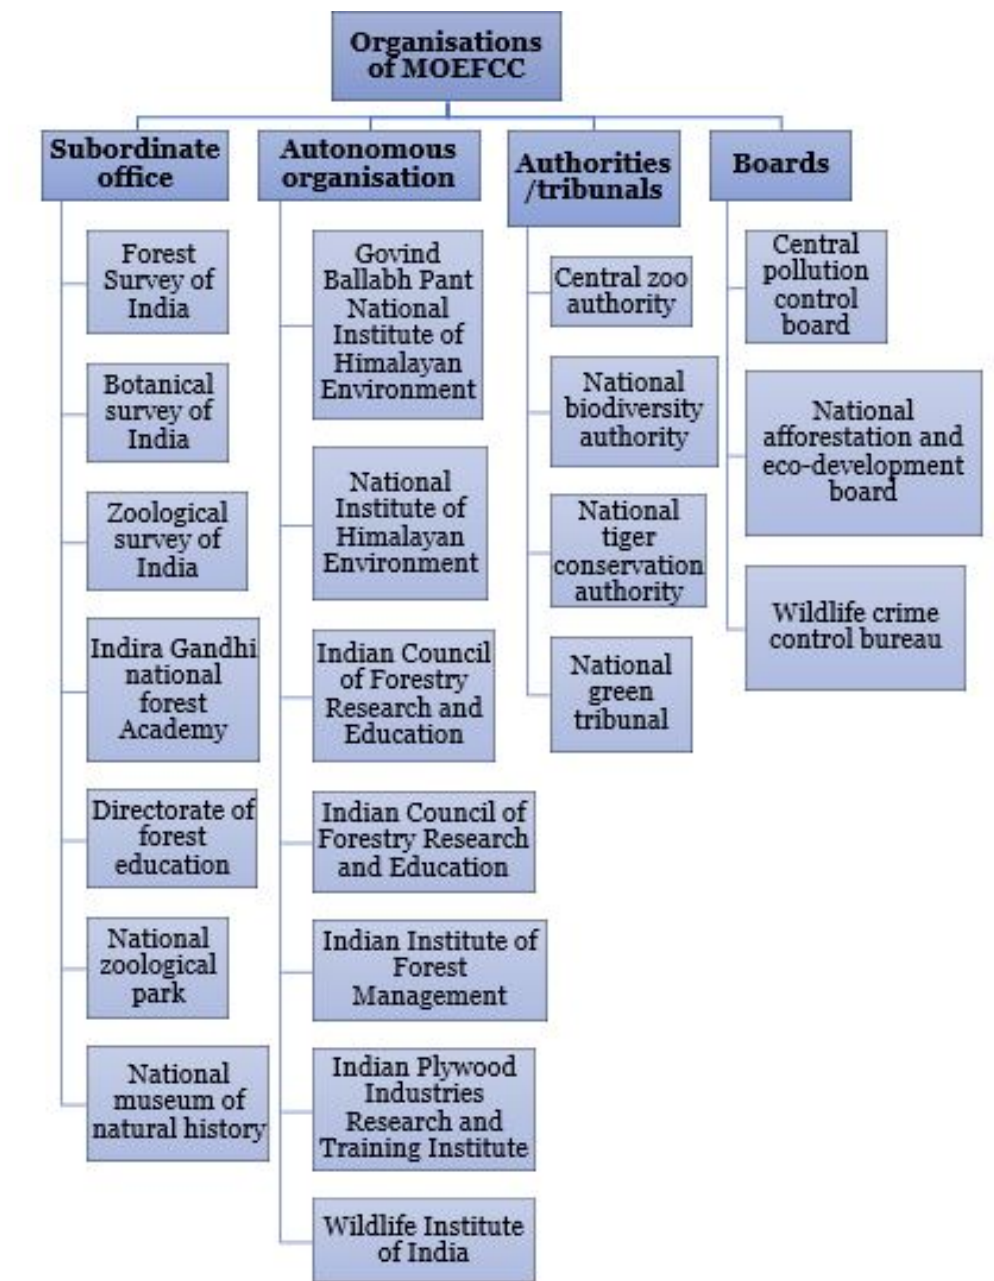 Organisations
of MOEFCC
Subordinate
office
Forest
Survey of
India
Botanical
survey of
India
Zoological
survey of
India
Indira Gandhi
national
forest
Academy
Directorate of
forest
education
National
zoological
park
National
museum of
natural history
Autonomous
organisation
Govind
Ballabh Pant
National
Institute of
Himalayan
Environment
National
Institute of
Himalayan
Environment
Indian Council
of Forestry
Research and
Education
Indian Council of
Forestry Research
and Education
Indian Institute of
Forest
Management
Indian Plywood
Industries
Research and
Training Institute
Wildlife Institute
of India
Authorities
/tribunals
Central zoo
authority
National
biodiversity
authority
National
tiger
conservation
authority
National
green
tribunal
Boards
Central
pollution
control
board
National
afforestation and
eco-development
board
Wildlife crime
control bureau